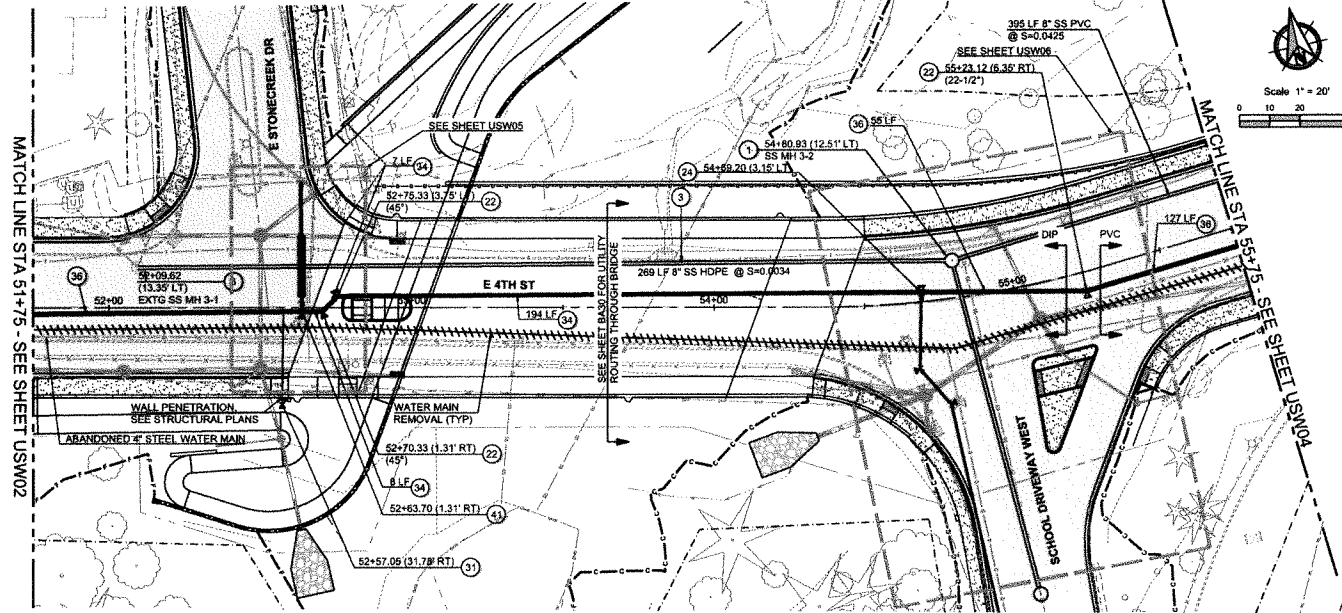 395 LF 8" SS PVC
@ S=0.0425
SEE SHEET USW06
22 55+23.12 (6.35' RT)
(22-1/2°)
N
Scale 1" = 20'
0 10 20
E STONECREEK DR
SEE SHEET USW05
36 55 LF
1 54+80.93 (12.51' LT)
SS MH 3-2
24 54+69.20 (3.15' LT)
3
7 LF 34
52+75.33 (3.75' LT) 22
(45°)
MATCH LINE STA 51+75 - SEE SHEET USW02
MATCH LINE STA 55+75 - SEE SHEET USW04
127 LF 36
DIP
PVC
36
52+09.62
(13.35' LT)
EXTG SS MH 3-1
52+00
E 4TH ST
269 LF 8" SS HDPE @ S=0.0034
54+00
55+00
194 LF 34
SEE SHEET BA30 FOR UTILITY
ROUTING THROUGH BRIDGE
WALL PENETRATION,
SEE STRUCTURAL PLANS
ABANDONED 4" STEEL WATER MAIN
WATER MAIN
REMOVAL (TYP)
52+70.33 (1.31' RT) 22
(45°)
8 LF 34
52+63.70 (1.31' RT) 41
52+57.05 (31.78' RT) 31
SCHOOL DRIVEWAY WEST